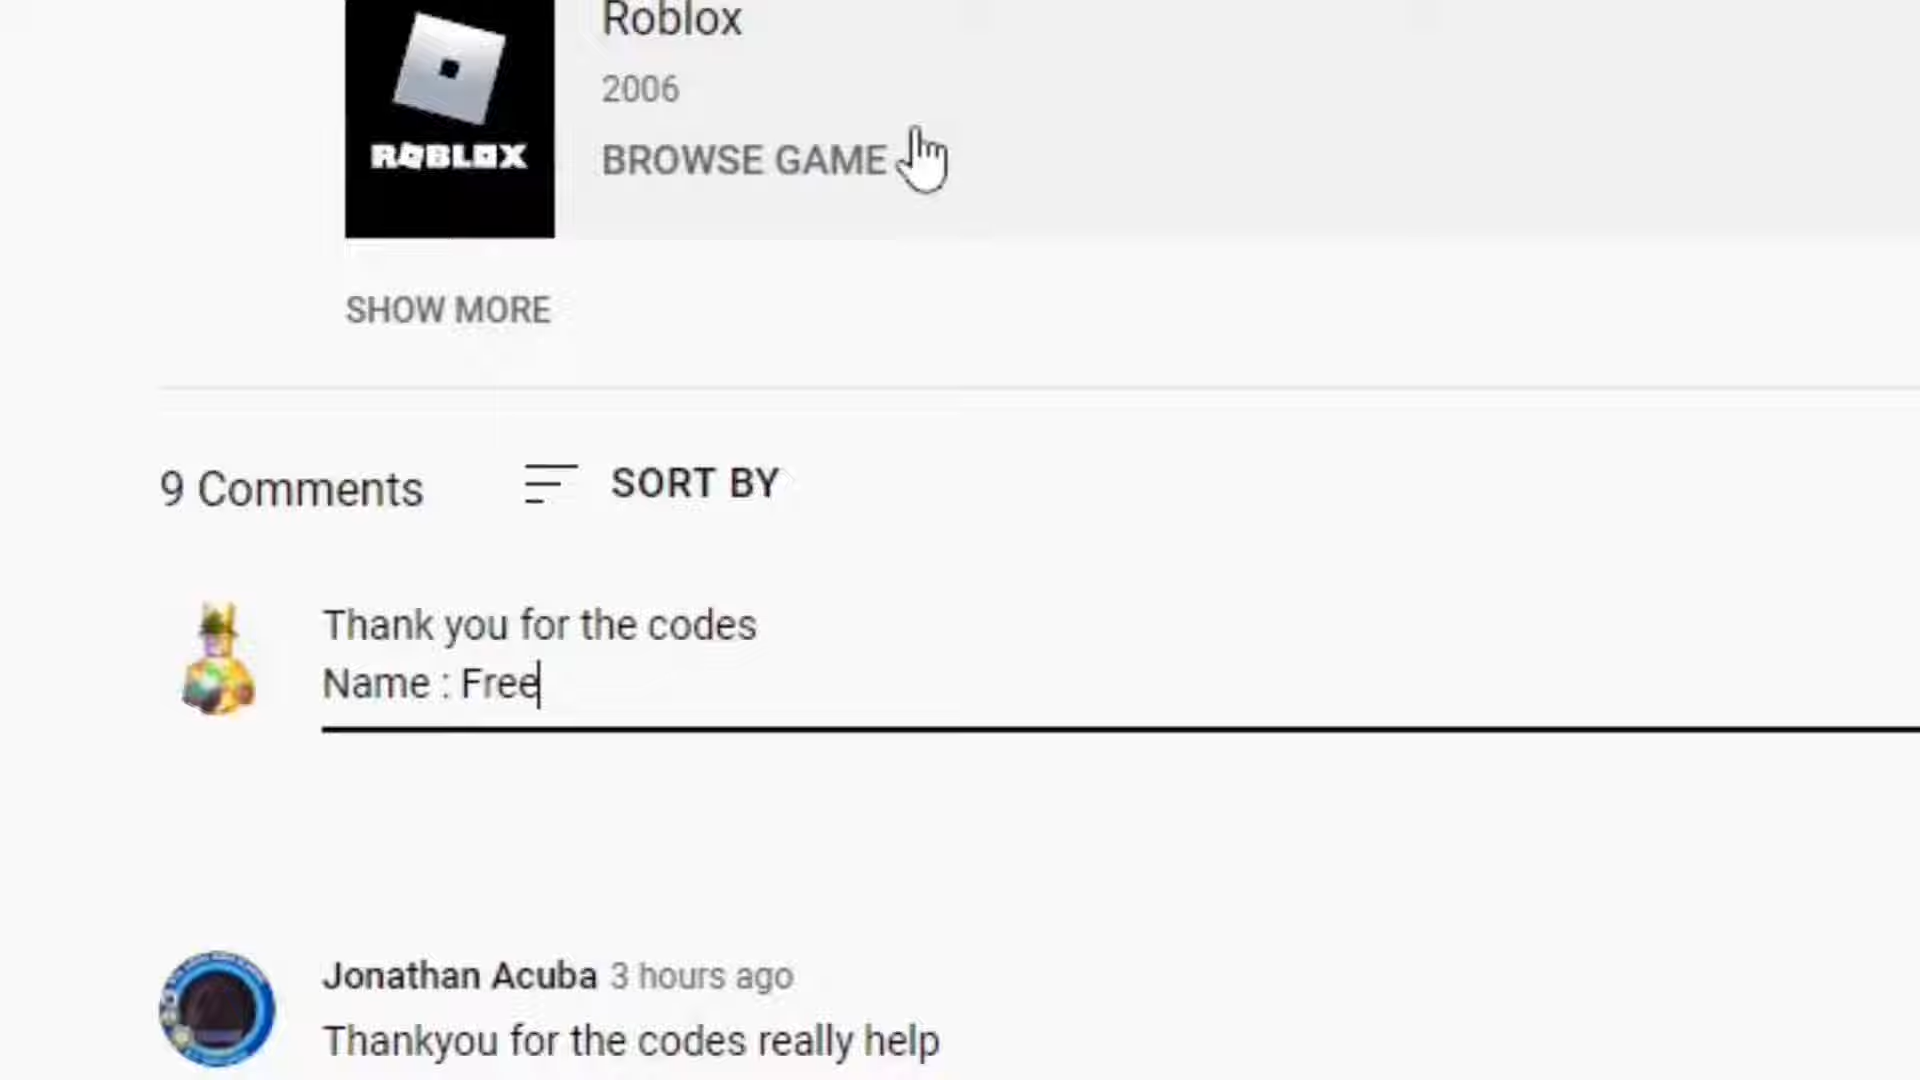 Roblox
2006
BROWSE GAME
ROBLOX
SHOW MORE
9 Comments
SORT BY
Thank you for the codes
Name : Free
Jonathan Acuba 3 hours ago
Thankyou for the codes really help